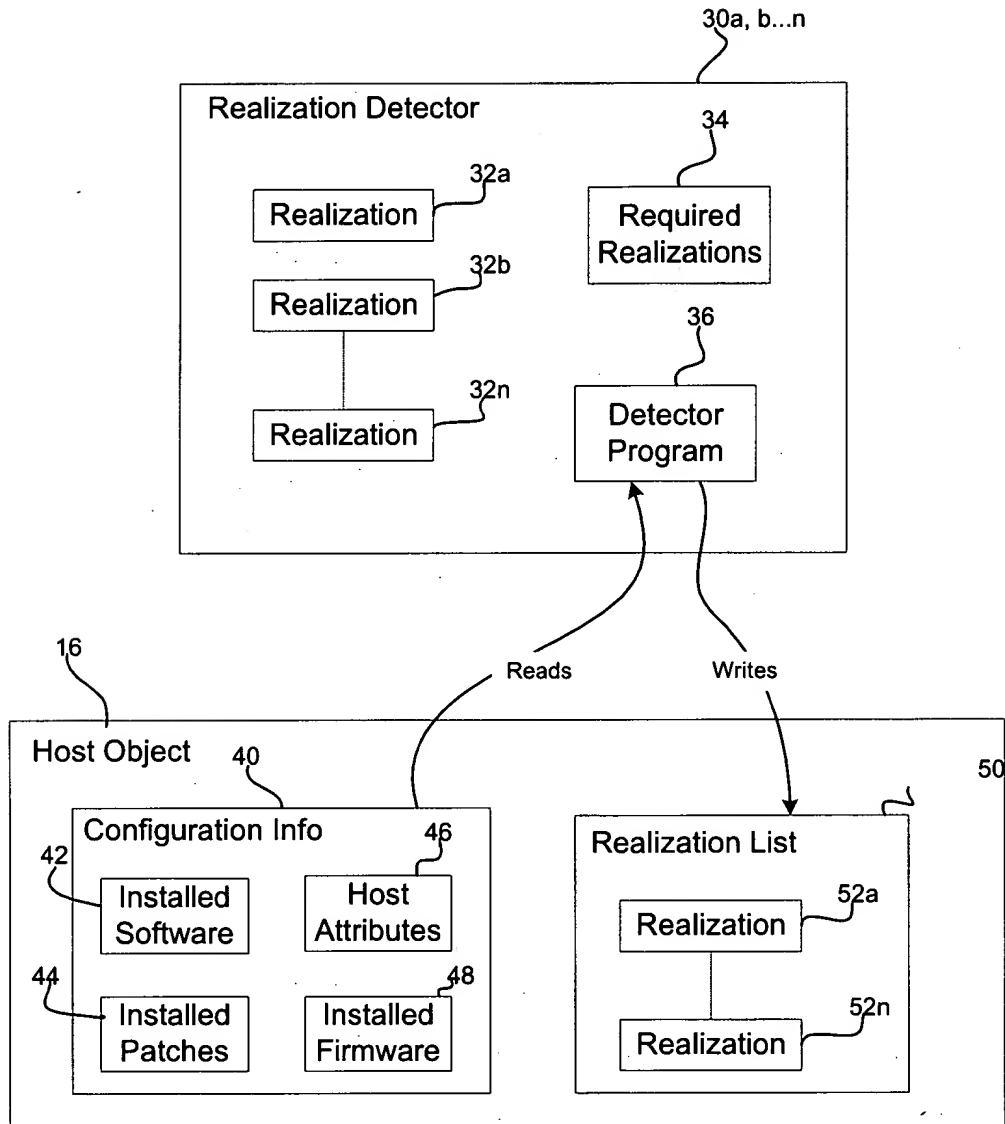 30a, b...n
Realization Detector
34
32a
Realization
Required
Realizations
32b
Realization
36
32n
Realization
Detector
Program
16
Reads
Writes
Host Object
40
50
Configuration Info
46
Realization List
42
Installed
Software
Host
Attributes
52a
Realization
44
48
Installed
Patches
Installed
Firmware
52n
Realization